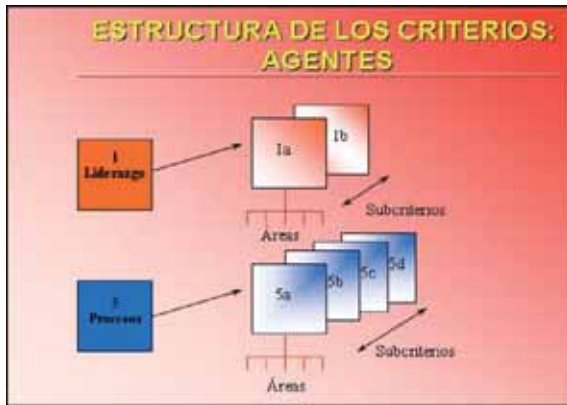 ESTRUCTURA DE LOS CRITERIOS:
AGENTES
1
Liderazgo
1a
1b
Subcriterios
Áreas
5
Procesos
5a
5b
5c
5d
Subcriterios
Áreas